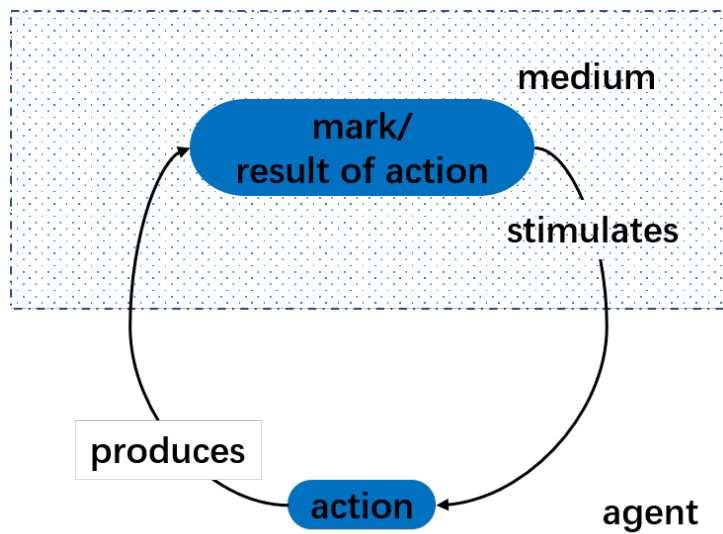 medium
mark/
result of action
stimulates
produces
action
agent